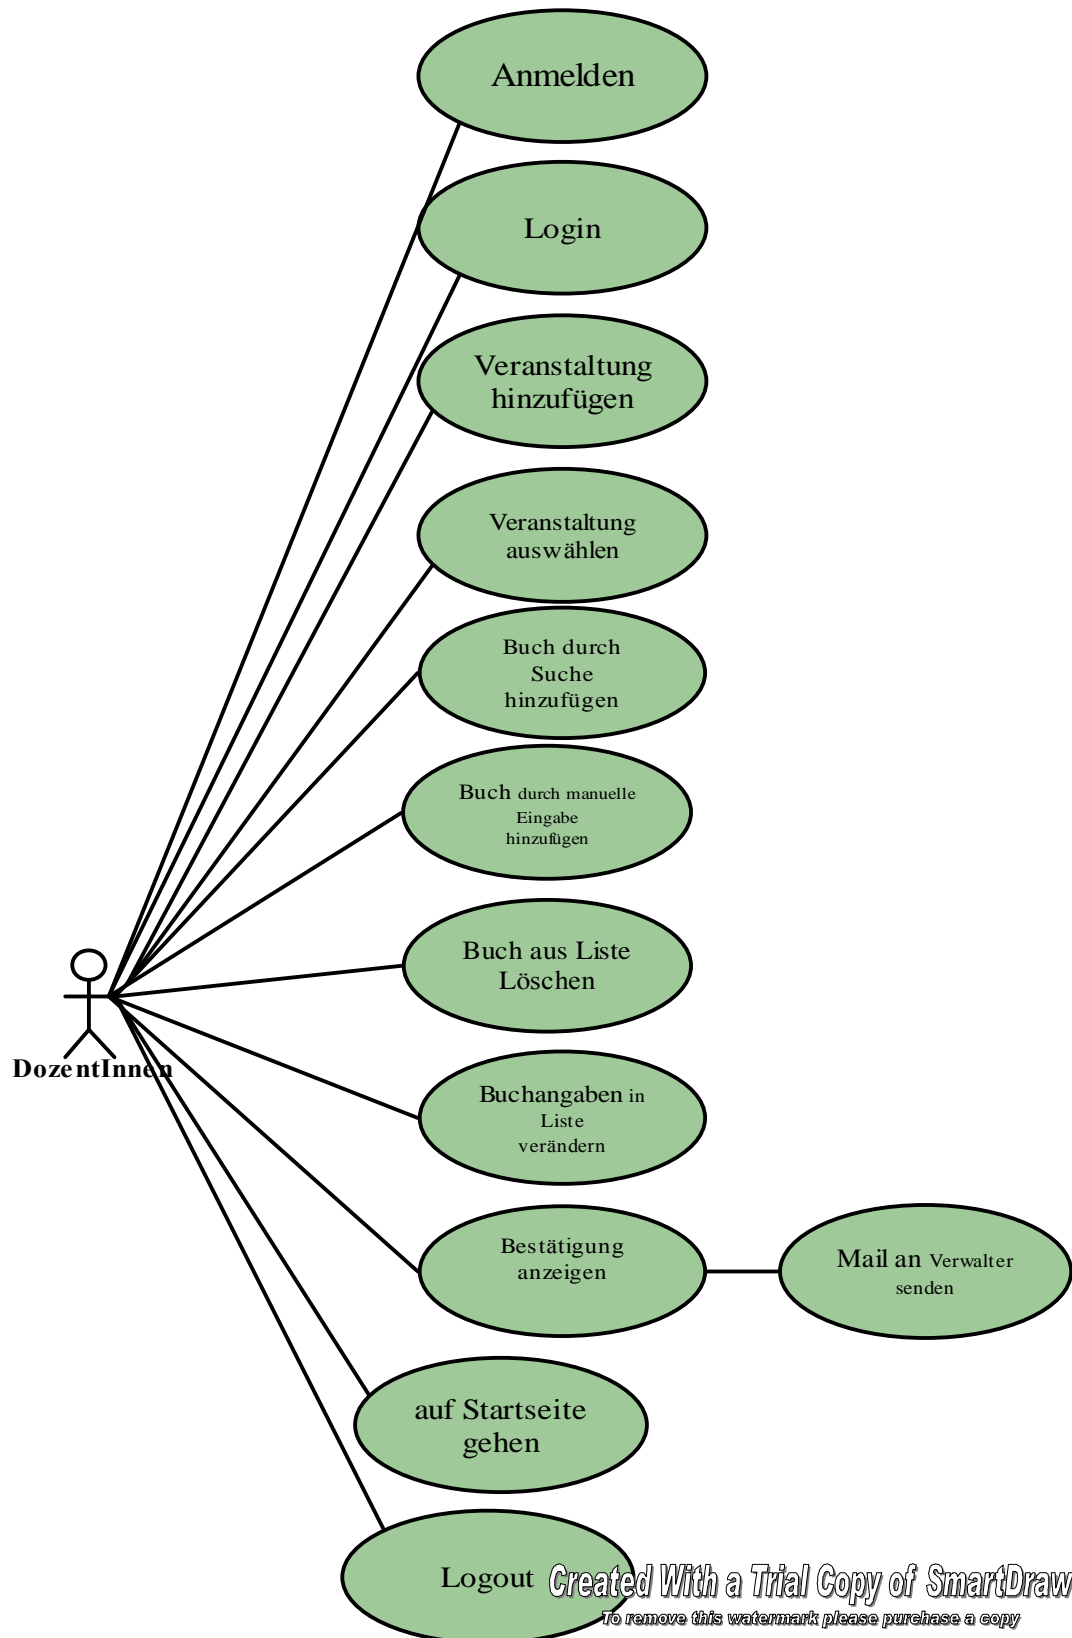 Anmelden
Login
Veranstaltung
hinzufügen
Veranstaltung
auswählen
Buch durch
Suche
hinzufügen
Buch durch manuelle
Eingabe
hinzufügen
Buch aus Liste
Löschen
DozentInnen
Buchangaben in
Liste
verändern
Bestätigung
anzeigen
Mail an Verwalter
senden
auf Startseite
gehen
Logout
Created With a Trial Copy of SmartDraw
To remove this watermark please purchase a copy